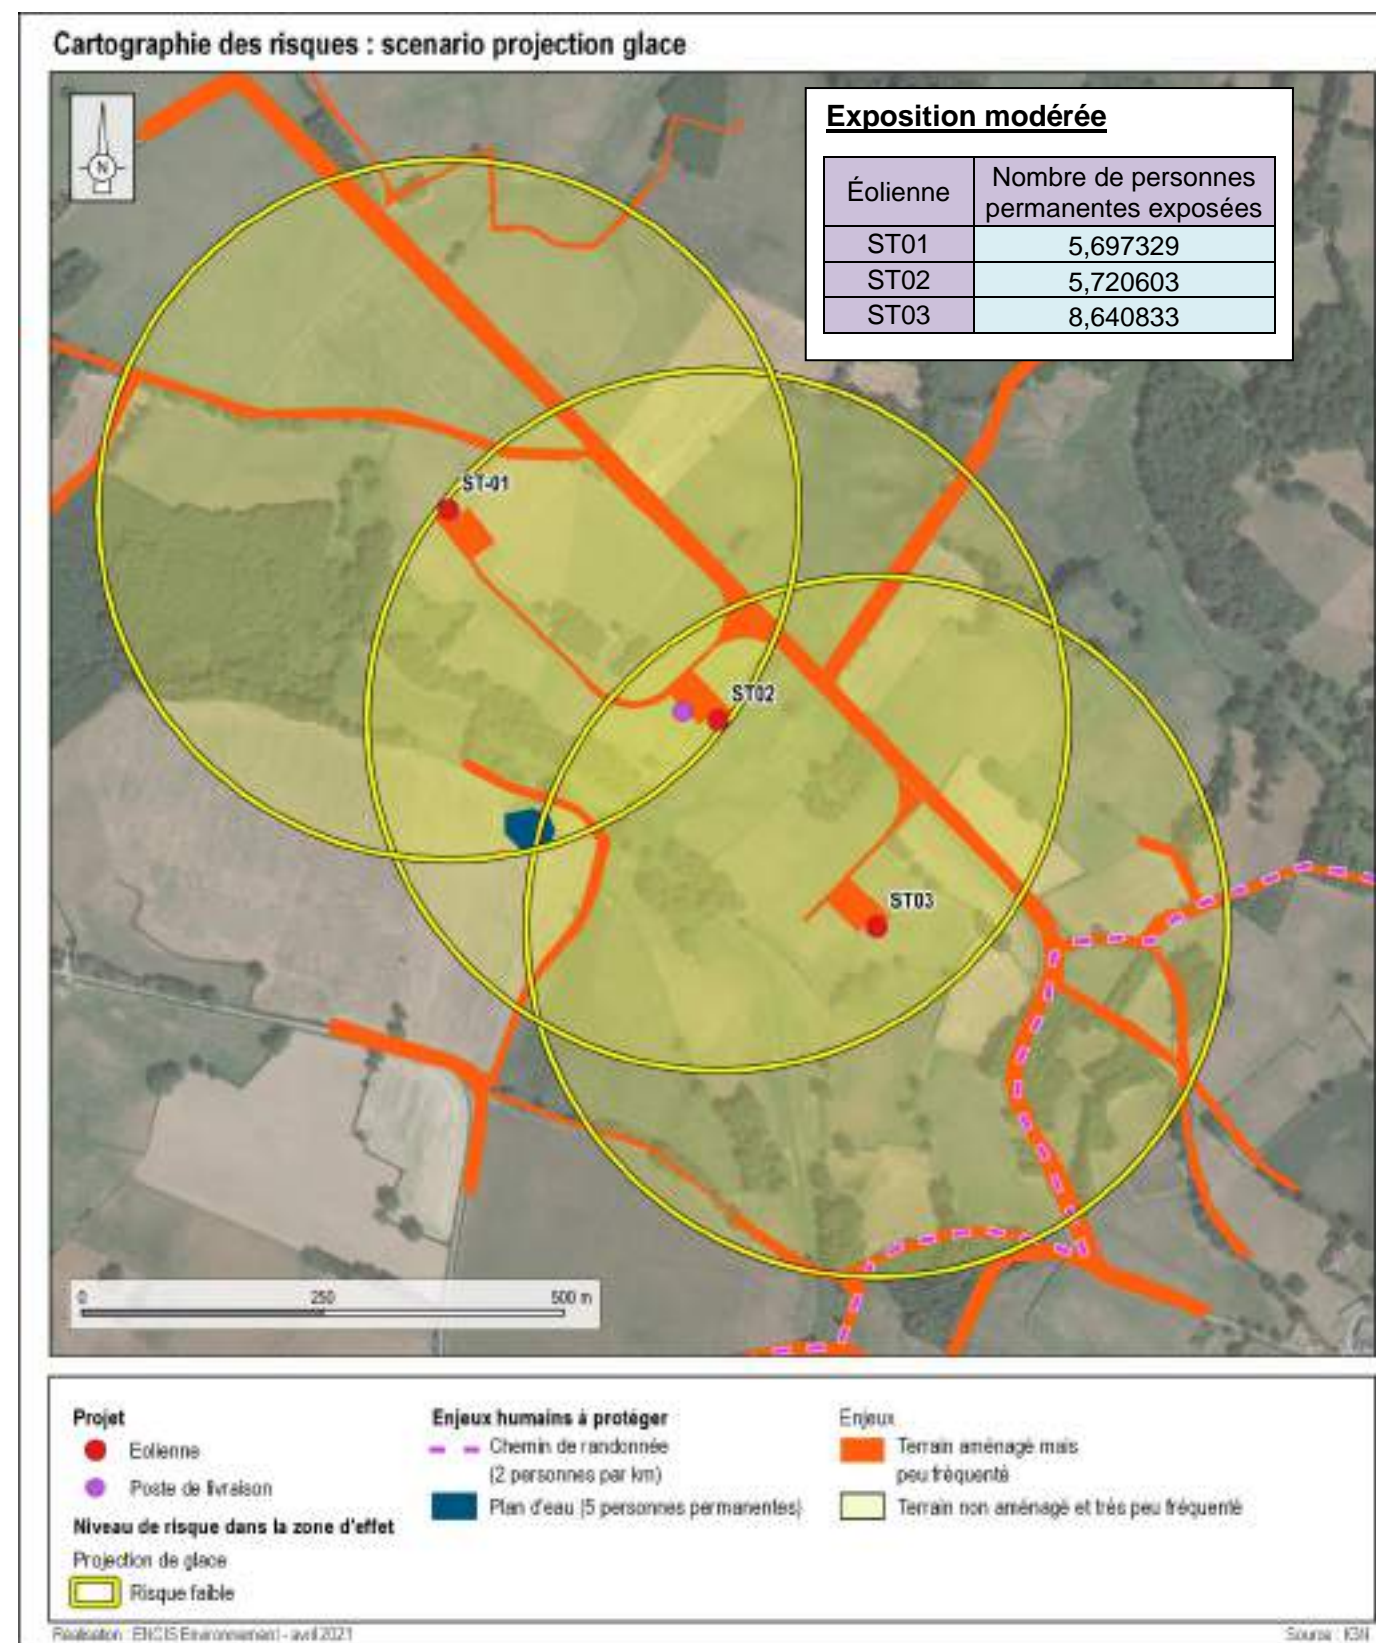 Cartographie des risques : scenario projection glace
N
Exposition modérée
Éolienne
Nombre de personnes
permanentes exposées
ST01
5,697329
ST02
5,720603
ST03
8,640833
ST-01
ST02
ST03
0
250
500 m
Projet
Eolienne
Poste de livraison
Niveau de risque dans la zone d'effet
Projection de glace
Risque faible
Enjeux humains à protéger
Chemin de randonnée
(2 personnes par km)
Plan d'eau (5 personnes permanentes)
Enjeux
Terrain aménagé mais
peu fréquenté
Terrain non aménagé et très peu fréquenté
Réalisation : ENCIS Environnement - avril 2021
Source : IGN